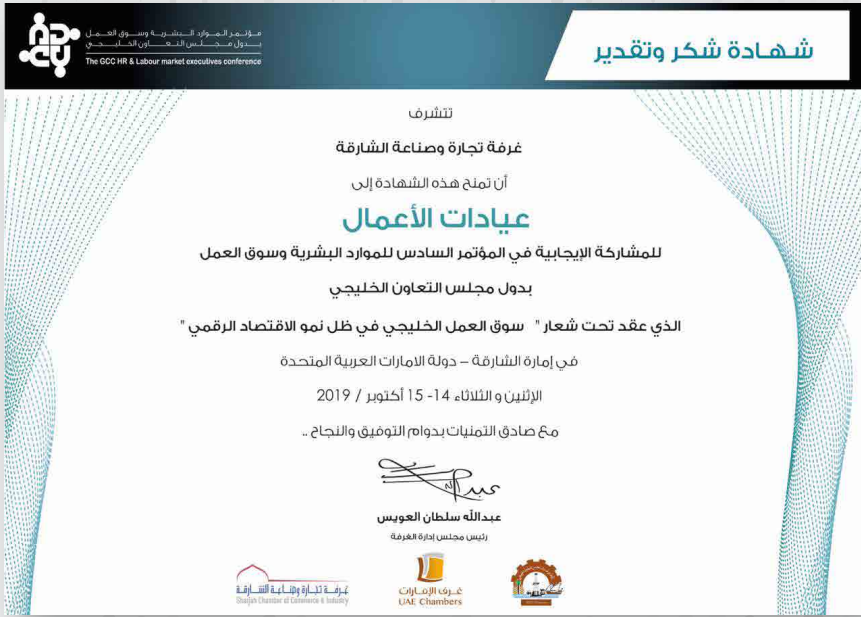 مؤتمر الموارد البشرية وسوق العمل
بدول مجلس التعاون الخليجي
The GCC HR & Labour market executives conference
شهادة شكر وتقدير
تتشرف
غرفة تجارة وصناعة الشارقة
أن تمنح هذه الشهادة إلى
عيادات الأعمال
للمشاركة الإيجابية في المؤتمر السادس للموارد البشرية وسوق العمل
بدول مجلس التعاون الخليجي
الذي عقد تحت شعار " سوق العمل الخليجي في ظل نمو الاقتصاد الرقمي "
في إمارة الشارقة – دولة الامارات العربية المتحدة
الإثنين و الثلاثاء 14- 15 أكتوبر / 2019
مع صادق التمنيات بدوام التوفيق والنجاح ..
عبدالله سلطان العويس
رئيس مجلس إدارة الغرفة
غرفة تجارة وصناعة الشارقة
Sharjah Chamber of Commerce & Industry
غرف الإمارات
UAE Chambers